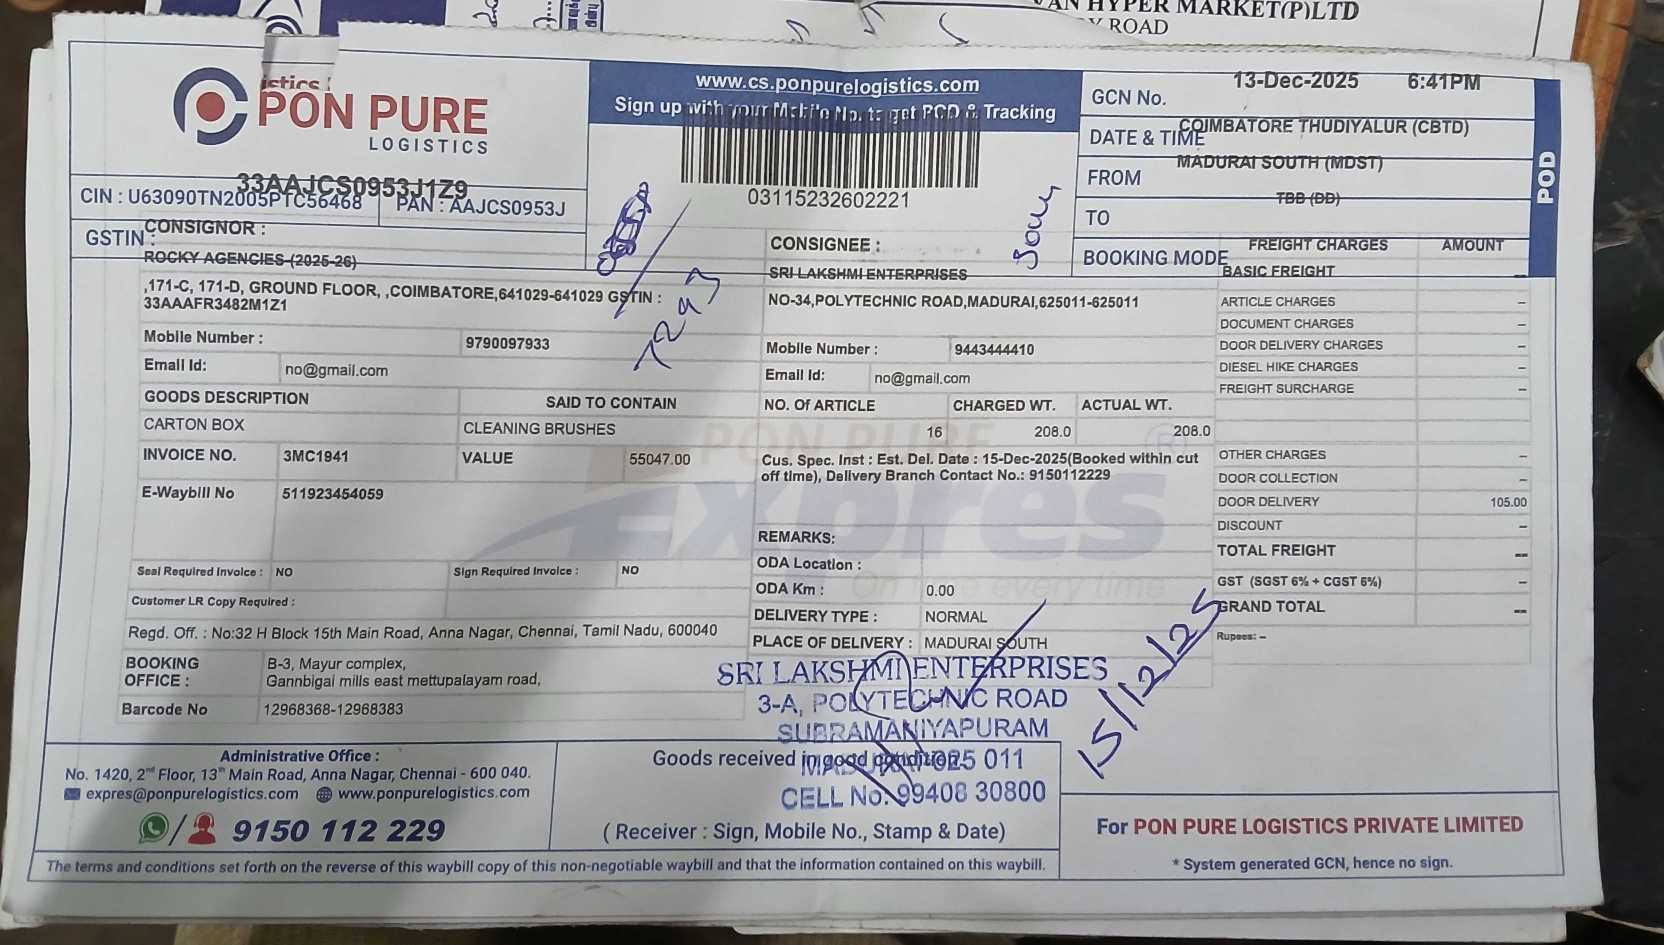 VAN HYPER MARKET(P)LTD
ROAD
istics
PON PURE
LOGISTICS
33AAJCS0953J1Z9
CIN : U63090TN2005PTC56468 PAN : AAJCS0953J
GSTIN :
www.cs.ponpurelogistics.com
Sign up with your Mobile No. to get POD & Tracking
03115232602221
GCN No. 13-Dec-2025 6:41PM
DATE & TIME COIMBATORE THUDIYALUR (CBTD)
FROM MADURAI SOUTH (MDST)
TO TBB (DD)
BOOKING MODE
POD
CONSIGNOR :
ROCKY AGENCIES-(2025-26)
,171-C, 171-D, GROUND FLOOR, ,COIMBATORE,641029-641029 GSTIN :
33AAAFR3482M1Z1
Mobile Number : 9790097933
Email Id: no@gmail.com
CONSIGNEE :
SRI LAKSHMI ENTERPRISES
NO-34,POLYTECHNIC ROAD,MADURAI,625011-625011
Mobile Number : 9443444410
Email Id: no@gmail.com
GOODS DESCRIPTION SAID TO CONTAIN NO. Of ARTICLE CHARGED WT. ACTUAL WT.
CARTON BOX CLEANING BRUSHES 16 208.0 208.0
INVOICE NO. 3MC1941 VALUE 55047.00
E-Waybill No 511923454059
Cus. Spec. Inst : Est. Del. Date : 15-Dec-2025(Booked within cut
off time), Delivery Branch Contact No.: 9150112229
PON PURE
Expres
On time every time
REMARKS:
ODA Location :
ODA Km : 0.00
DELIVERY TYPE : NORMAL
PLACE OF DELIVERY : MADURAI SOUTH
Seal Required Invoice : NO Sign Required Invoice : NO
Customer LR Copy Required :
Regd. Off. : No:32 H Block 15th Main Road, Anna Nagar, Chennai, Tamil Nadu, 600040
BOOKING OFFICE : B-3, Mayur complex,
Gannbigai mills east mettupalayam road,
Barcode No 12968368-12968383
FREIGHT CHARGES AMOUNT
BASIC FREIGHT --
ARTICLE CHARGES –
DOCUMENT CHARGES –
DOOR DELIVERY CHARGES –
DIESEL HIKE CHARGES –
FREIGHT SURCHARGE –
OTHER CHARGES –
DOOR COLLECTION –
DOOR DELIVERY 105.00
DISCOUNT –
TOTAL FREIGHT --
GST (SGST 6% + CGST 6%) –
GRAND TOTAL --
Rupees: –
SRI LAKSHMI ENTERPRISES
3-A, POLYTECHNIC ROAD
SUBRAMANIYAPURAM
MADURAI-625 011
CELL No: 99408 30800
15/12/25
Administrative Office :
No. 1420, 2nd Floor, 13th Main Road, Anna Nagar, Chennai - 600 040.
expres@ponpurelogistics.com www.ponpurelogistics.com
9150 112 229
Goods received in good condition.
( Receiver : Sign, Mobile No., Stamp & Date)
For PON PURE LOGISTICS PRIVATE LIMITED
* System generated GCN, hence no sign.
The terms and conditions set forth on the reverse of this waybill copy of this non-negotiable waybill and that the information contained on this waybill.